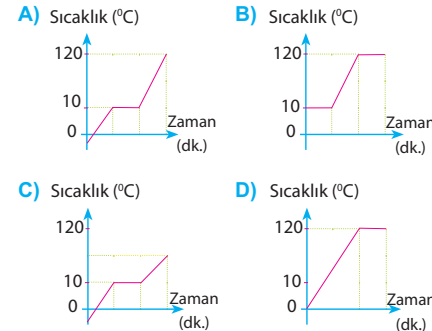 A) Sıcaklık (⁰C)
120
10
0
Zaman
(dk.)
B) Sıcaklık (⁰C)
120
10
0
Zaman
(dk.)
C) Sıcaklık (⁰C)
120
10
0
Zaman
(dk.)
D) Sıcaklık (⁰C)
120
10
0
Zaman
(dk.)